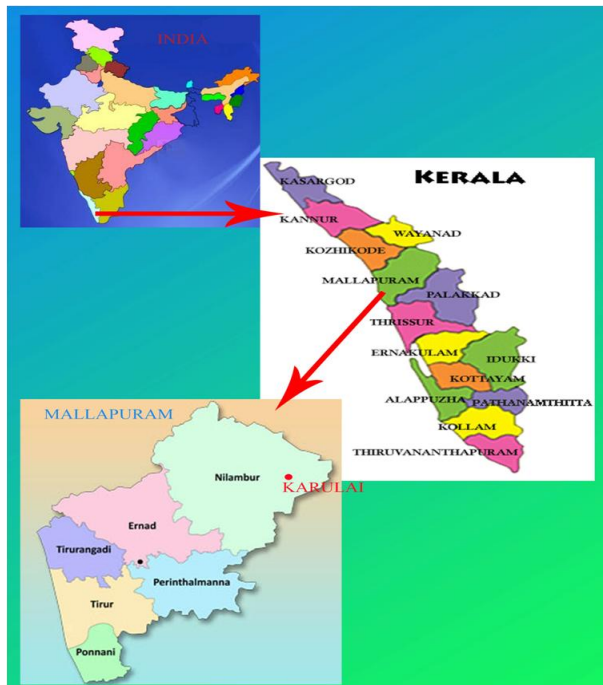 INDIA
KERALA
KASARGOD
KANNUR
WAYANAD
KOZHIKODE
MALLAPURAM
PALAKKAD
THRISSUR
ERNAKULAM
IDUKKI
KOTTAYAM
ALAPPUZHA
PATHANAMTHITTA
KOLLAM
THIRUVANANTHAPURAM
MALLAPURAM
Nilambur
KARULAI
Ernad
Tirurangadi
Perinthalmanna
Tirur
Ponnani